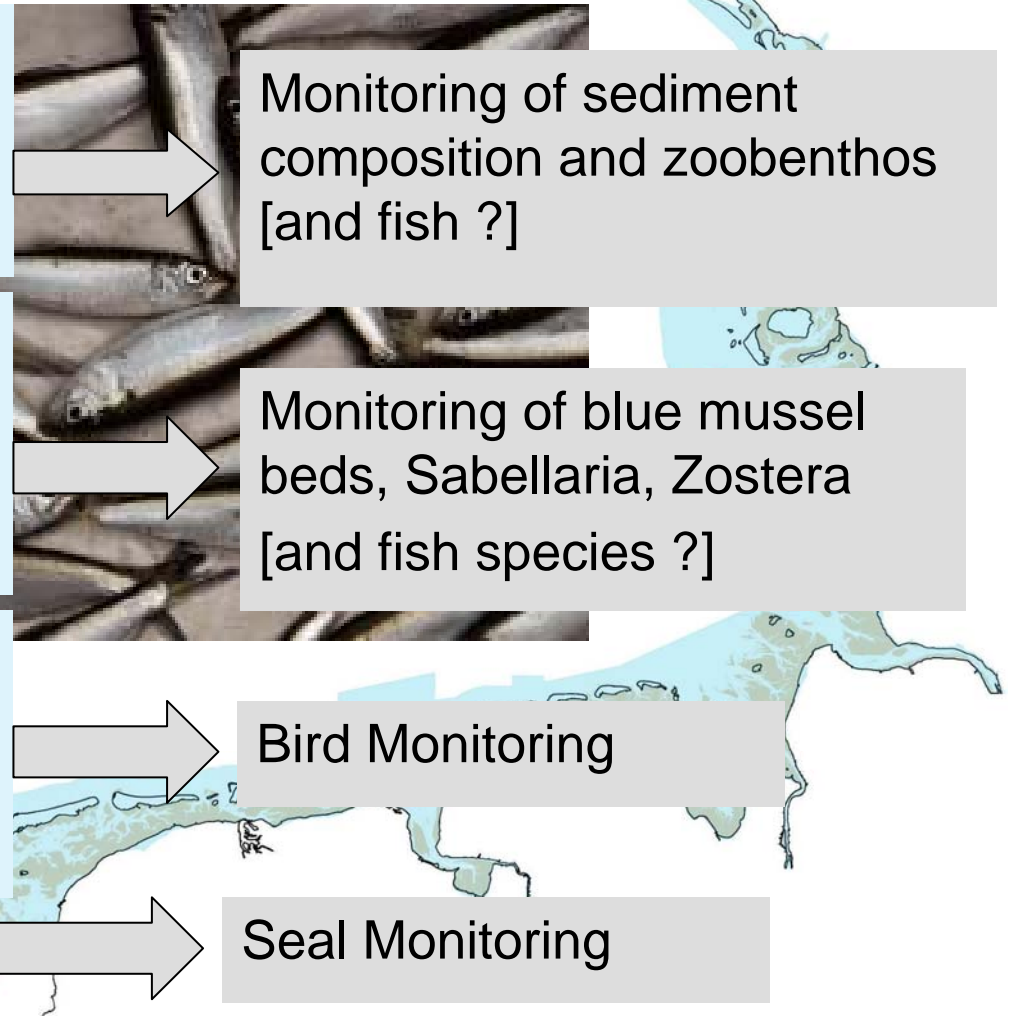 Monitoring of sediment
composition and zoobenthos
[and fish ?]
Monitoring of blue mussel
beds, Sabellaria, Zostera
[and fish species ?]
Bird Monitoring
Seal Monitoring